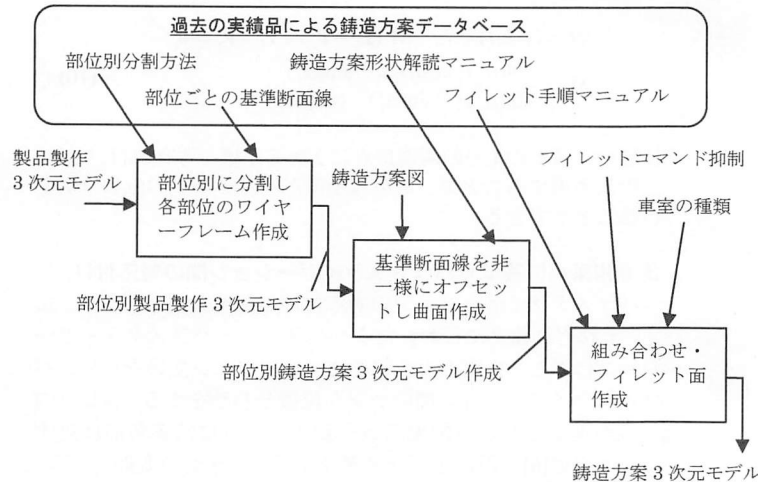 過去の実績品による鋳造方案データベース
部位別分割方法
鋳造方案形状解読マニュアル
部位ごとの基準断面線
フィレット手順マニュアル
製品製作
3次元モデル
部位別に分割し
各部位のワイヤ
ーフレーム作成
鋳造方案図
フィレットコマンド抑制
車室の種類
基準断面線を非
一様にオフセッ
トし曲面作成
部位別製品製作3次元モデル
組み合わせ・
フィレット面
作成
部位別鋳造方案3次元モデル作成
鋳造方案3次元モデル